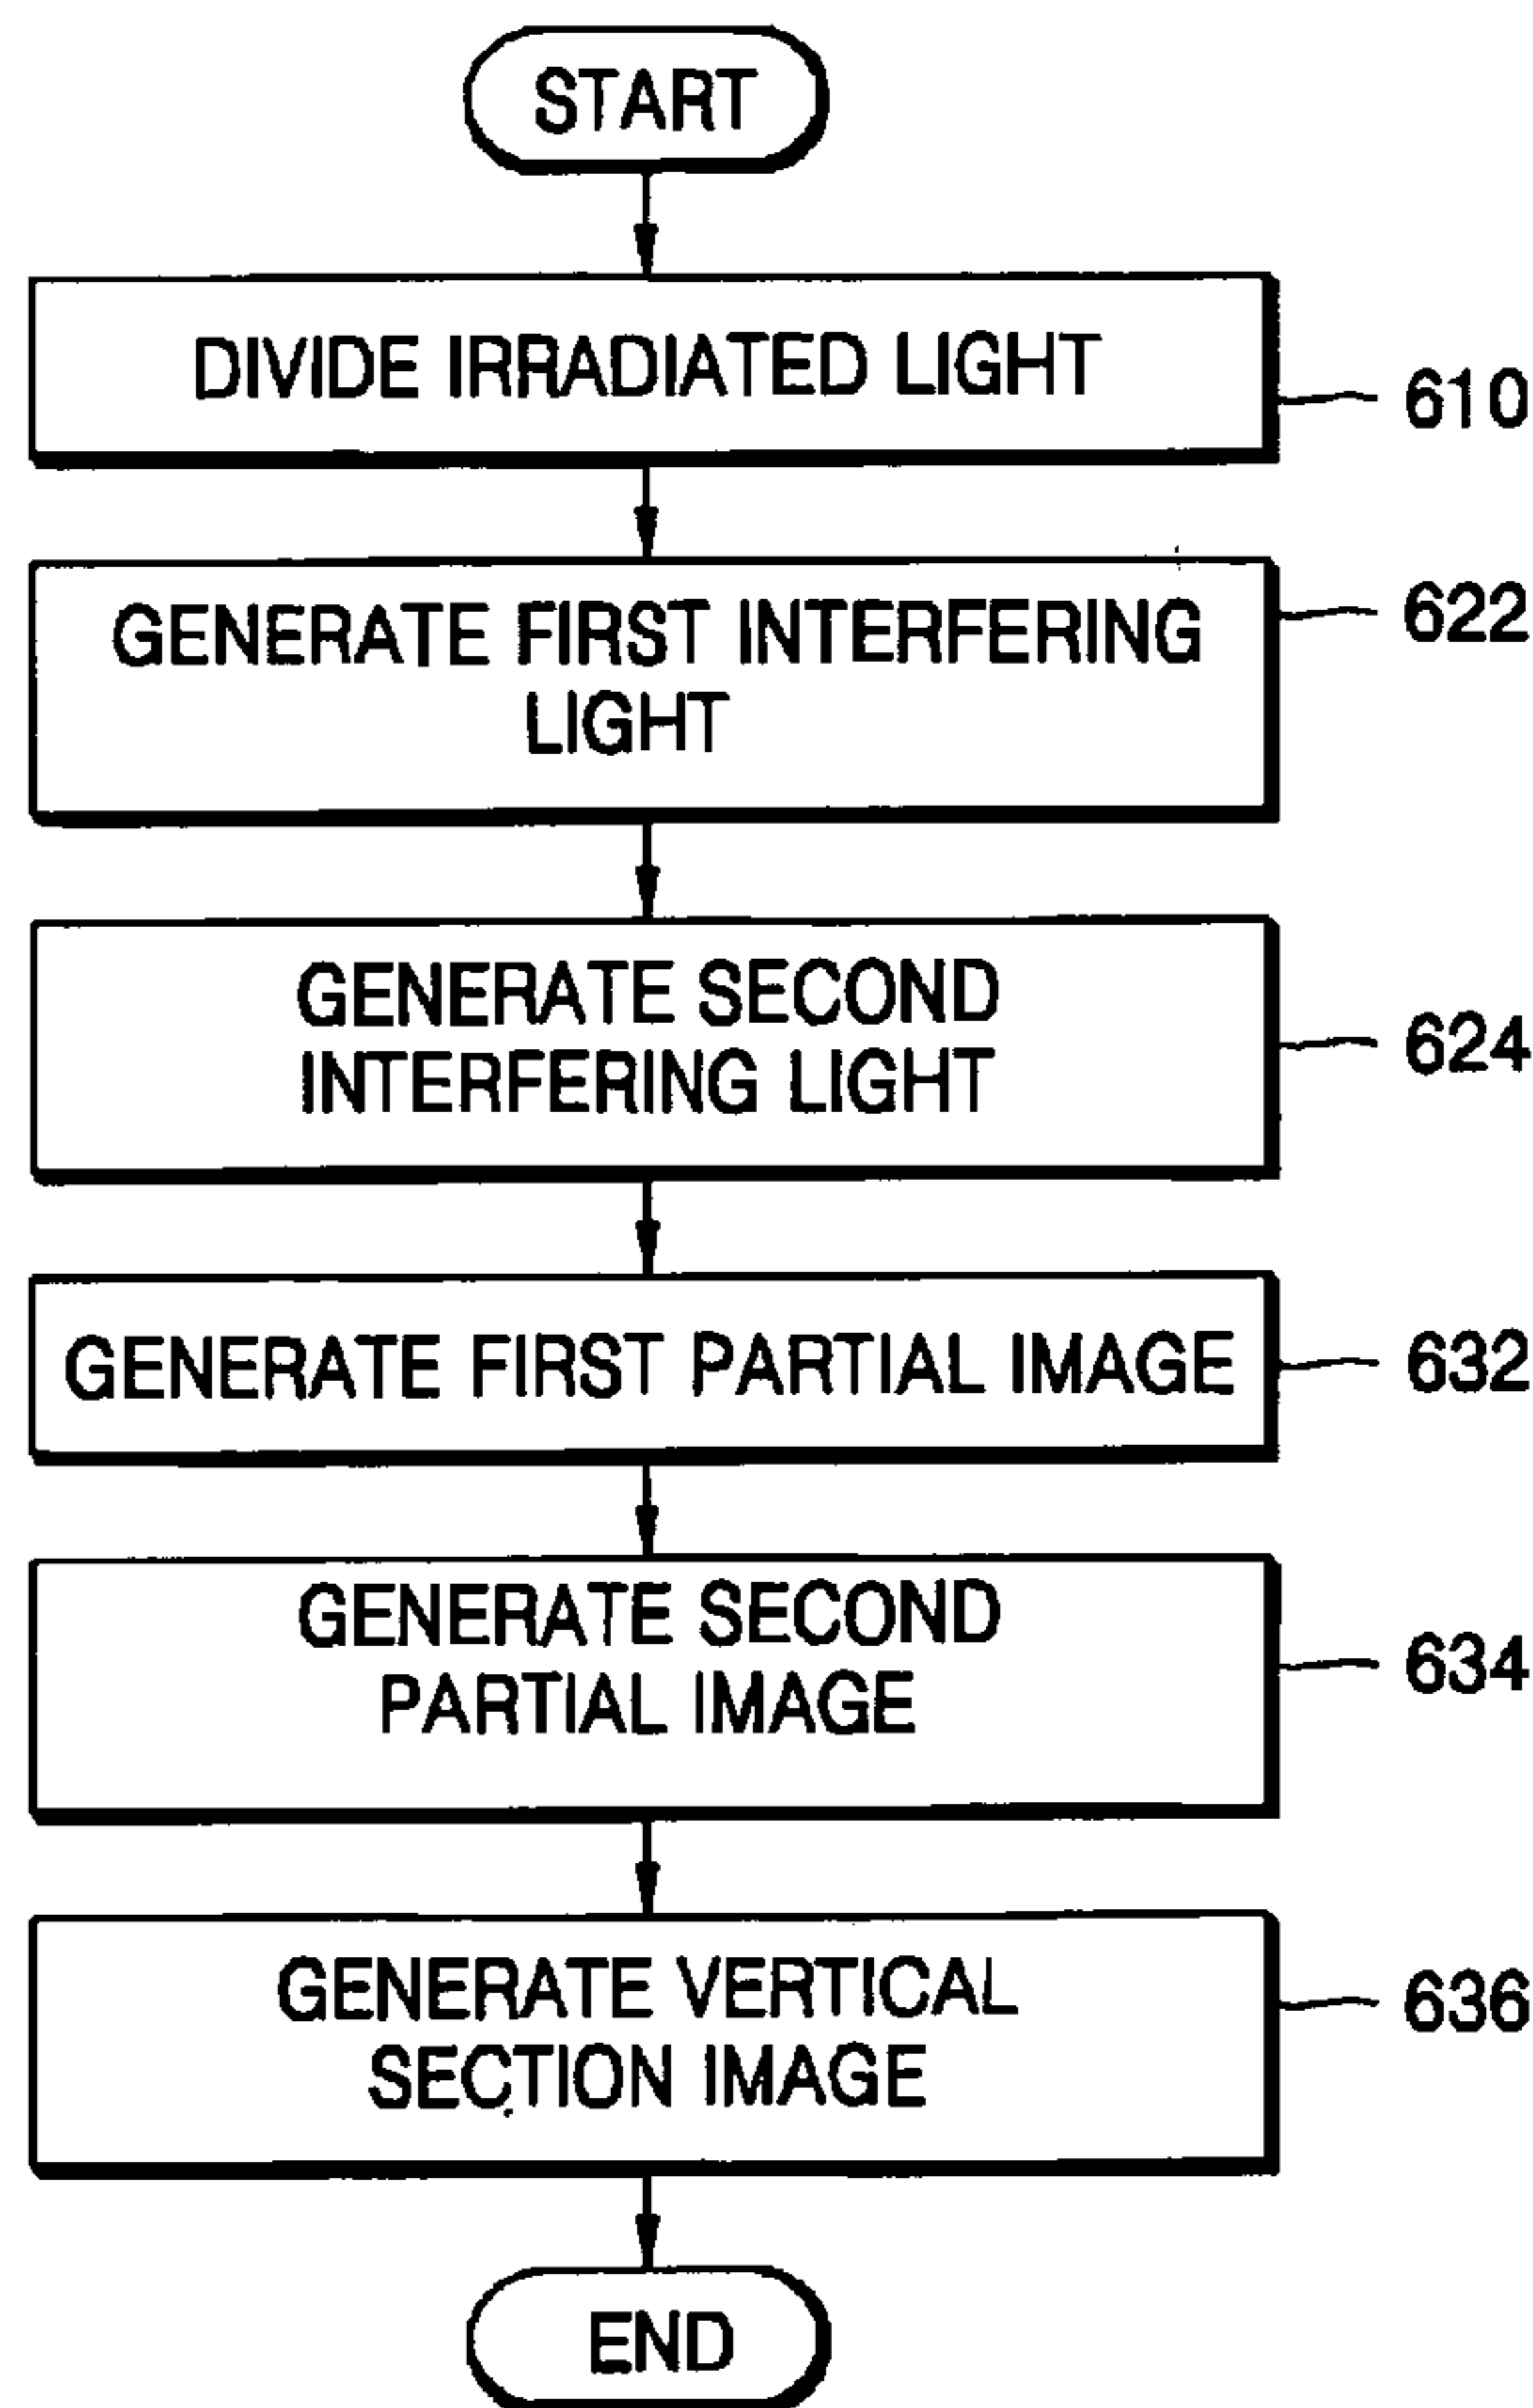 START
DIVIDE IRRADIATED LIGHT
610
GENERATE FIRST INTERFERING
LIGHT
622
GENERATE SECOND
INTERFERING LIGHT
624
GENERATE FIRST PARTIAL IMAGE
632
GENERATE SECOND
PARTIAL IMAGE
634
GENERATE VERTICAL
SECTION IMAGE
636
END